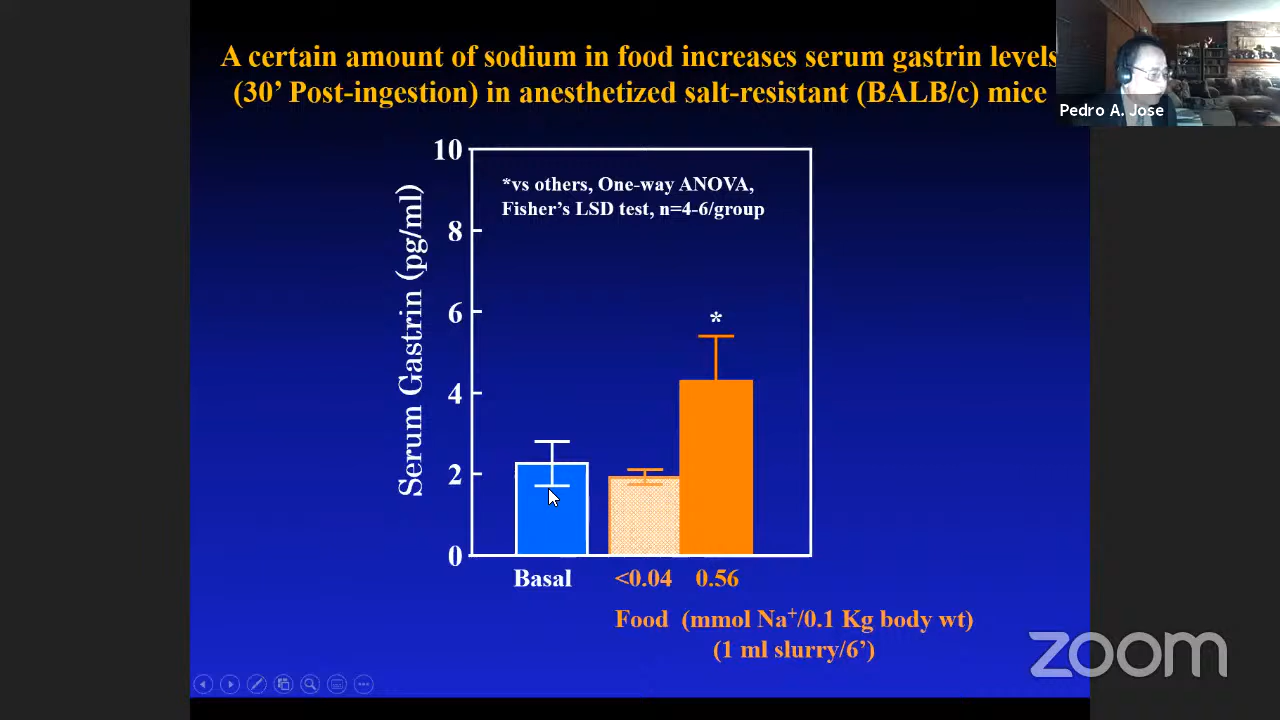 A certain amount of sodium in food increases serum gastrin levels
(30’ Post-ingestion) in anesthetized salt-resistant (BALB/c) mice
Pedro A. Jose
10
*vs others, One-way ANOVA,
Fisher’s LSD test, n=4-6/group
8
6
*
4
2
0
Serum Gastrin (pg/ml)
Basal <0.04 0.56
Food (mmol Na+/0.1 Kg body wt)
(1 ml slurry/6’)
zoom